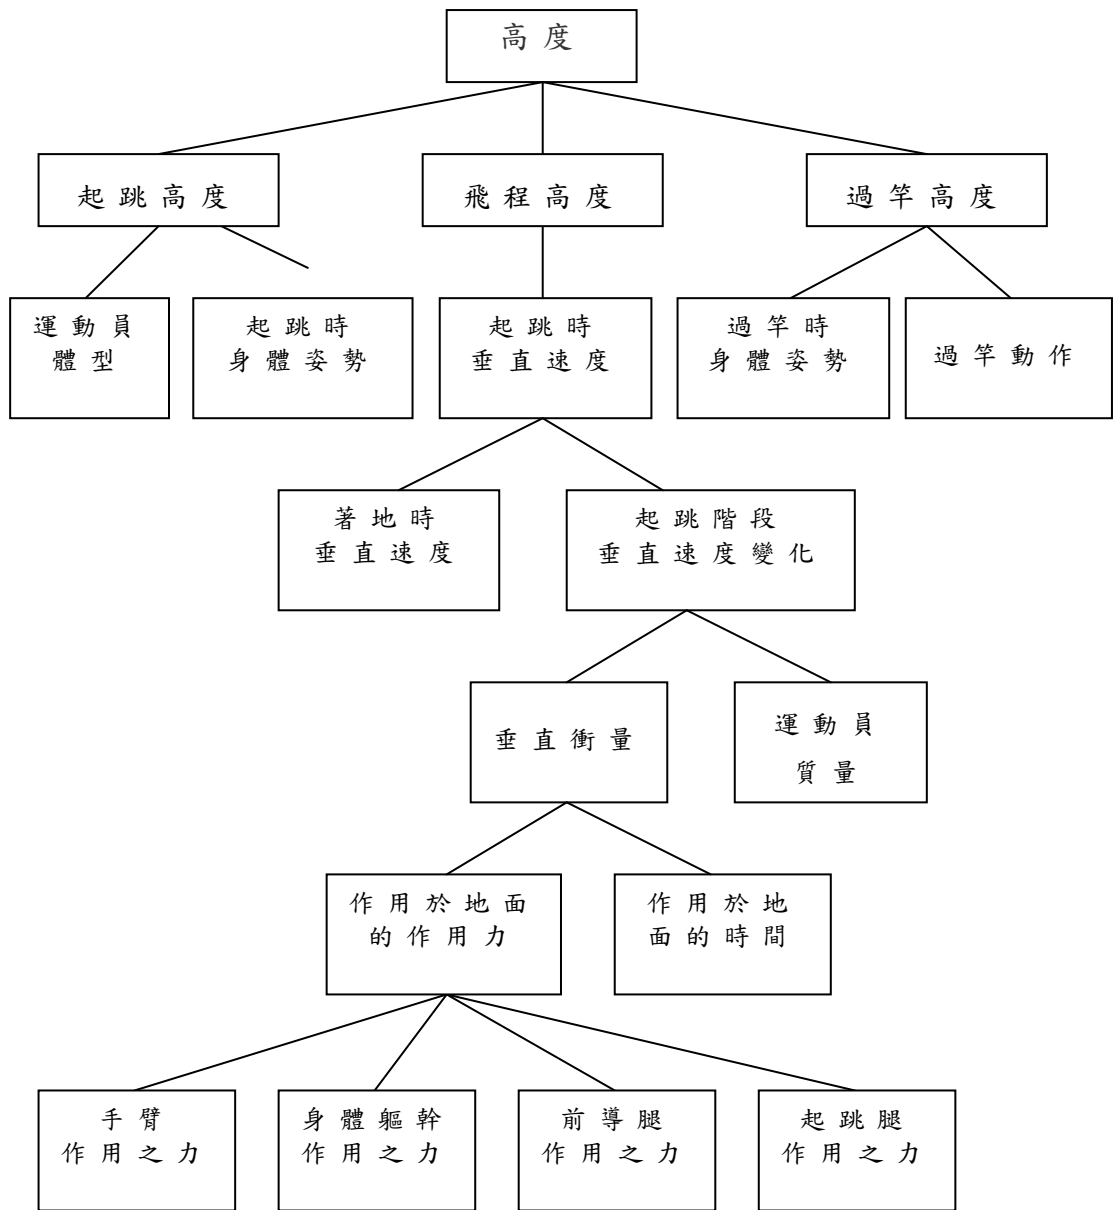 高度
起跳高度
飛程高度
過竿高度
運動員
體型
起跳時
身體姿勢
起跳時
垂直速度
過竿時
身體姿勢
過竿動作
著地時
垂直速度
起跳階段
垂直速度變化
垂直衝量
運動員
質量
作用於地面
的作用力
作用於地
面的時間
手臂
作用之力
身體軀幹
作用之力
前導腿
作用之力
起跳腿
作用之力